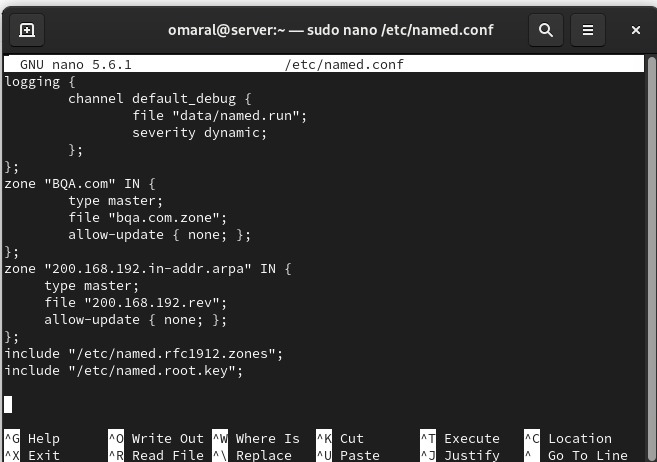 omaral@server:~ — sudo nano /etc/named.conf
GNU nano 5.6.1 /etc/named.conf
logging {
        channel default_debug {
                file "data/named.run";
                severity dynamic;
        };
};
zone "BQA.com" IN {
        type master;
        file "bqa.com.zone";
        allow-update { none; };
};
zone "200.168.192.in-addr.arpa" IN {
     type master;
     file "200.168.192.rev";
     allow-update { none; };
};
include "/etc/named.rfc1912.zones";
include "/etc/named.root.key";
^G Help ^O Write Out ^W Where Is ^K Cut ^T Execute ^C Location
^X Exit ^R Read File ^\ Replace ^U Paste ^J Justify ^_ Go To Line